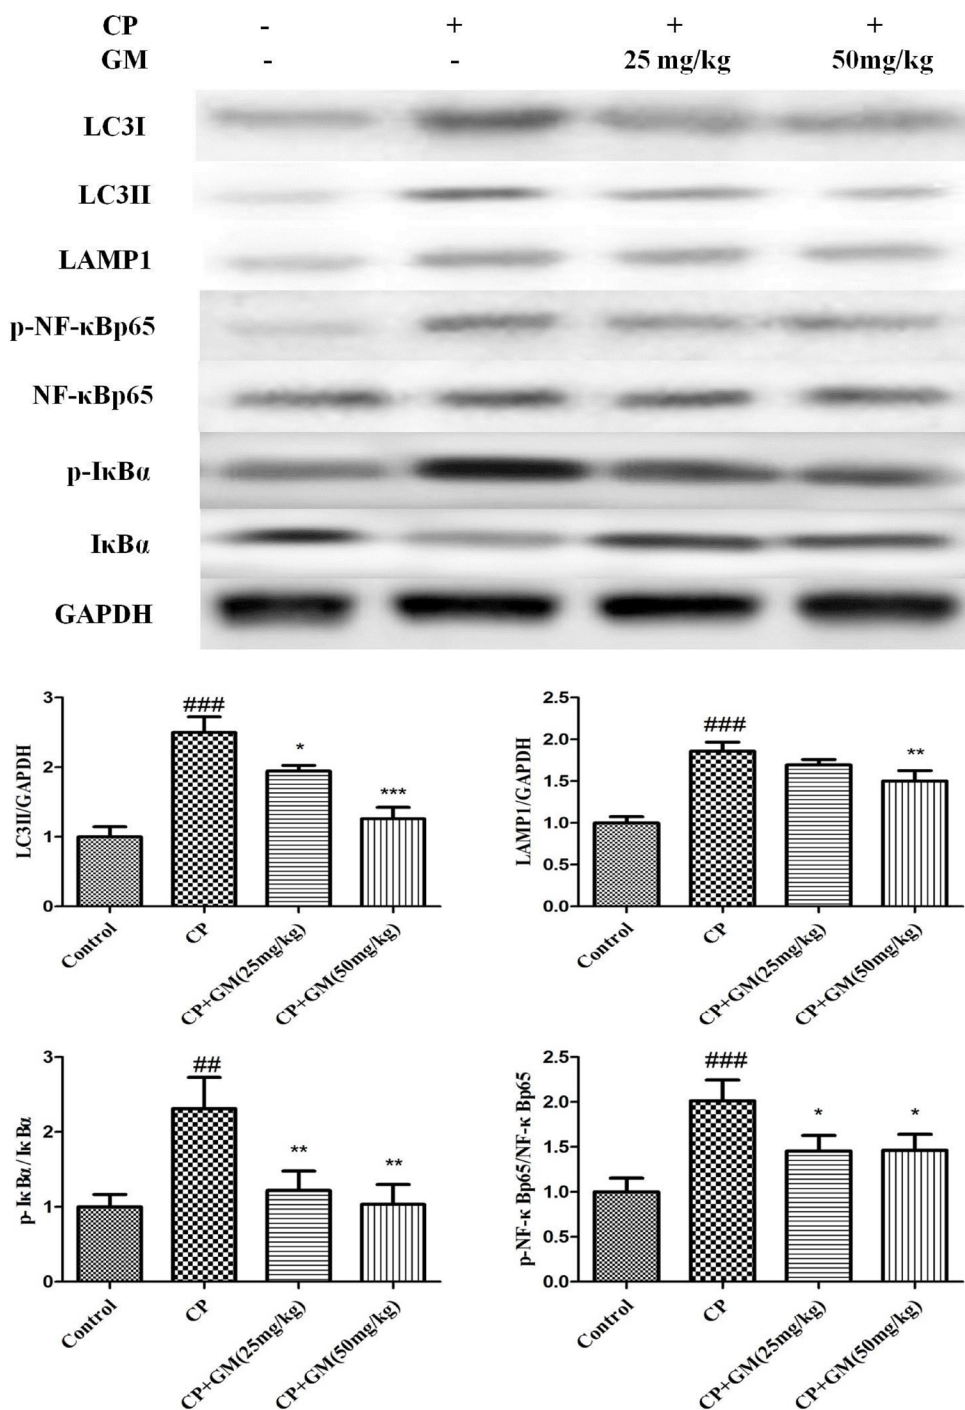 CP - + + +
GM - - 25 mg/kg 50mg/kg
LC3I
LC3II
LAMP1
p-NF-κBp65
NF-κBp65
p-IκBα
IκBα
GAPDH
LC3II/GAPDH
3
2
1
0
###
*
***
Control
CP
CP+GM(25mg/kg)
CP+GM(50mg/kg)
LAMP1/GAPDH
2.5
2.0
1.5
1.0
0.5
0.0
###
**
Control
CP
CP+GM(25mg/kg)
CP+GM(50mg/kg)
p-IκBα/IκBα
3
2
1
0
##
**
**
Control
CP
CP+GM(25mg/kg)
CP+GM(50mg/kg)
p-NF-κ Bp65/NF-κ Bp65
2.5
2.0
1.5
1.0
0.5
0.0
###
*
*
Control
CP
CP+GM(25mg/kg)
CP+GM(50mg/kg)